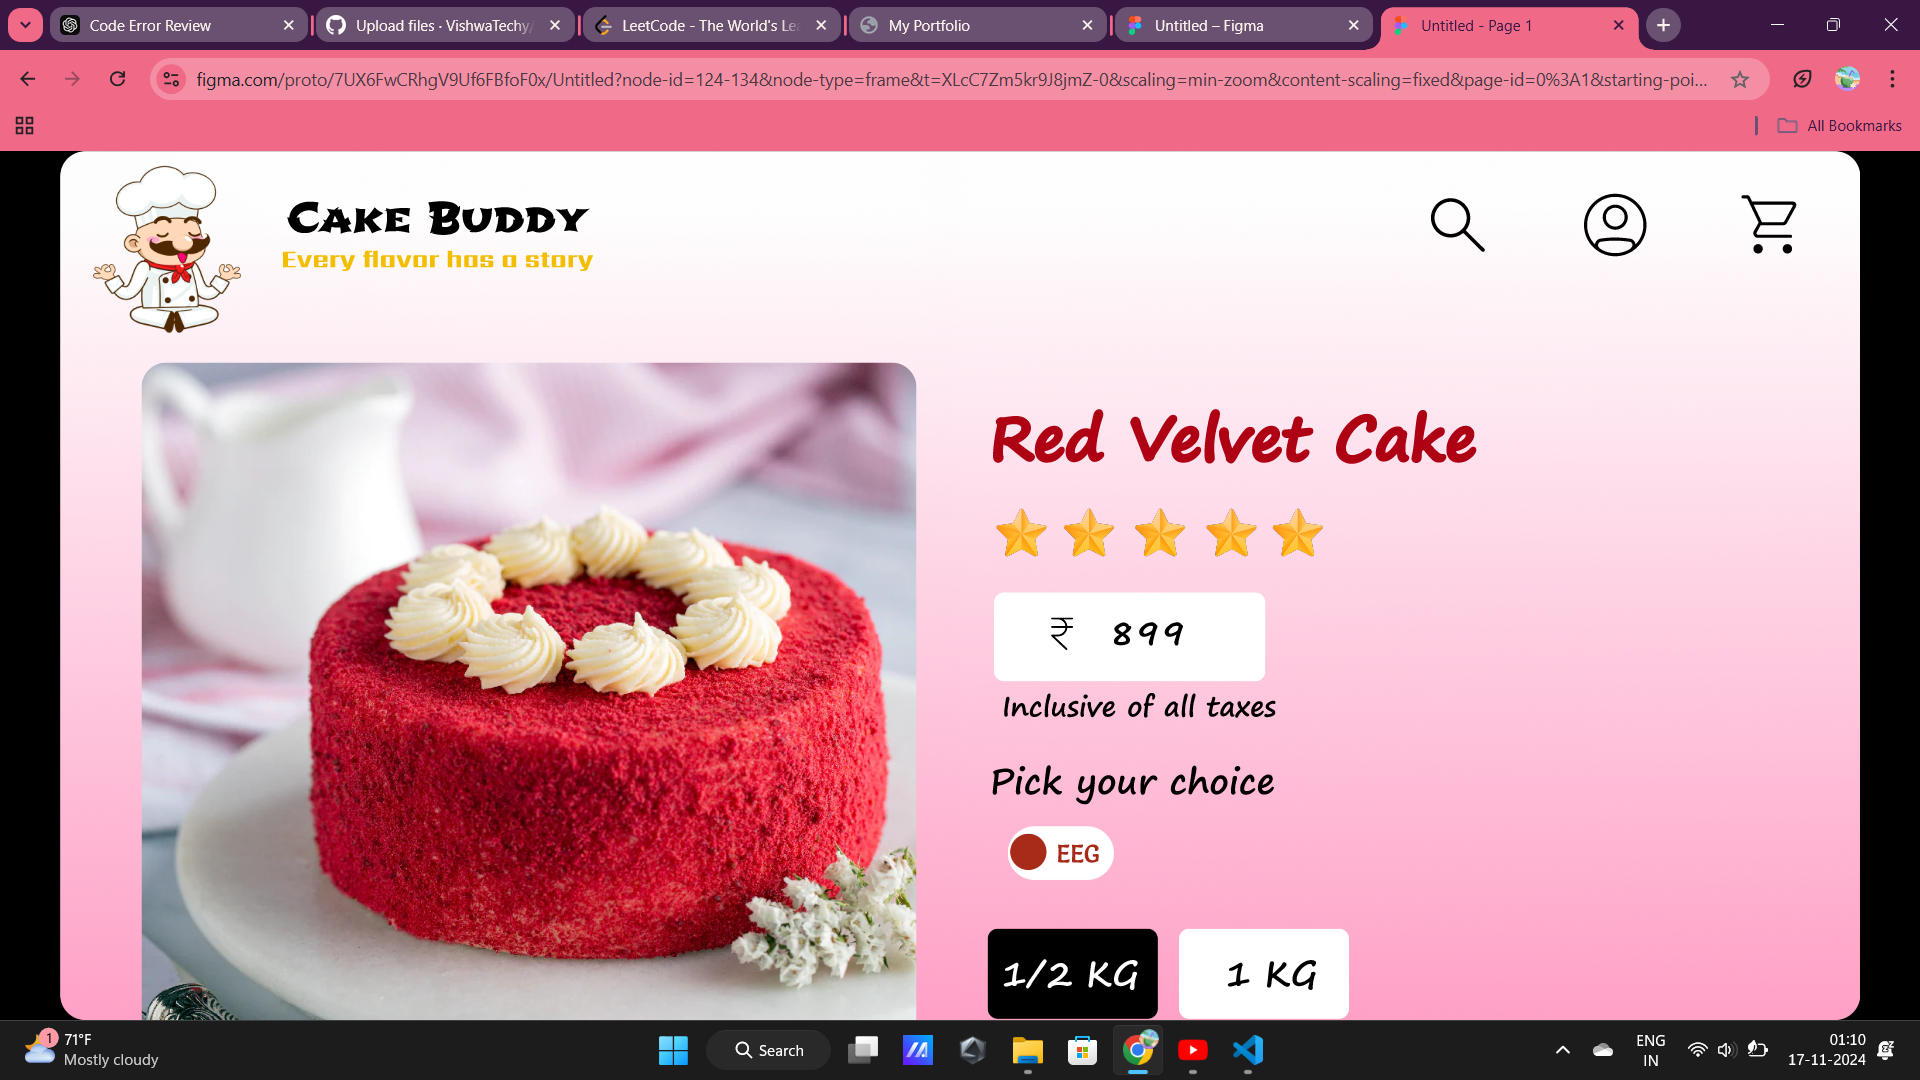 Code Error Review
Upload files · VishwaTechy/
LeetCode - The World's Lea
My Portfolio
Untitled – Figma
Untitled - Page 1
figma.com/proto/7UX6FwCRhgV9Uf6FBfoF0x/Untitled?node-id=124-134&node-type=frame&t=XLcC7Zm5kr9J8jmZ-0&scaling=min-zoom&content-scaling=fixed&page-id=0%3A1&starting-poi...
All Bookmarks
Cake Buddy
Every flavor has a story
Red Velvet Cake
₹ 899
Inclusive of all taxes
Pick your choice
EEG
1/2 KG
1 KG
1
71°F
Mostly cloudy
Search
ENG
IN
01:10
17-11-2024